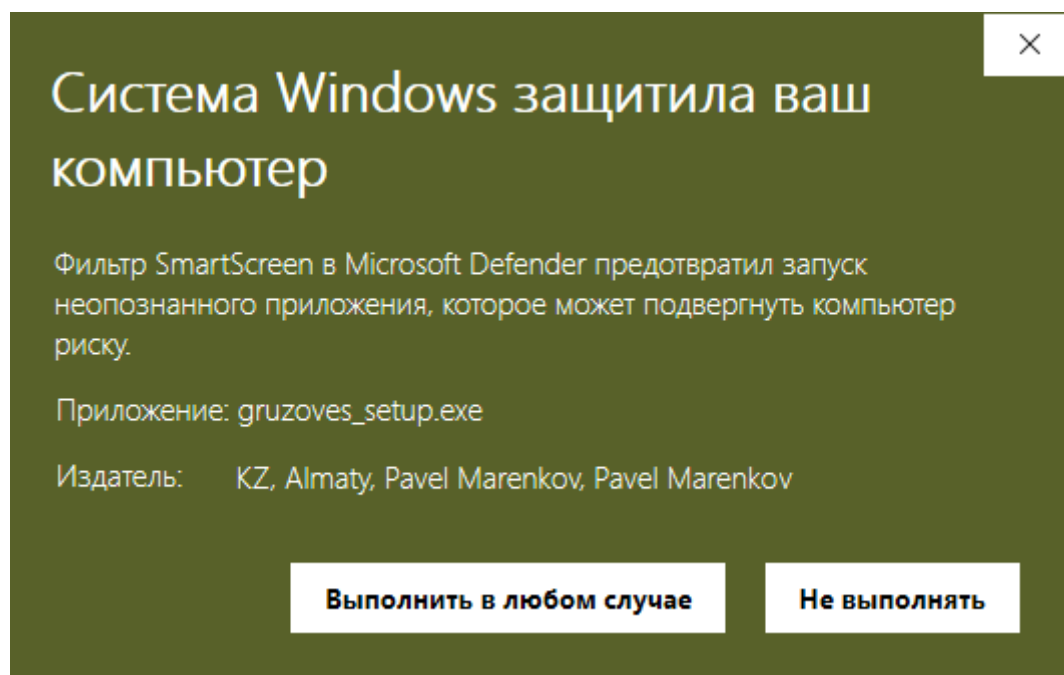 Система Windows защитила ваш
компьютер
Фильтр SmartScreen в Microsoft Defender предотвратил запуск
неопознанного приложения, которое может подвергнуть компьютер
риску.
Приложение: gruzoves_setup.exe
Издатель: KZ, Almaty, Pavel Marenkov, Pavel Marenkov
Выполнить в любом случае Не выполнять